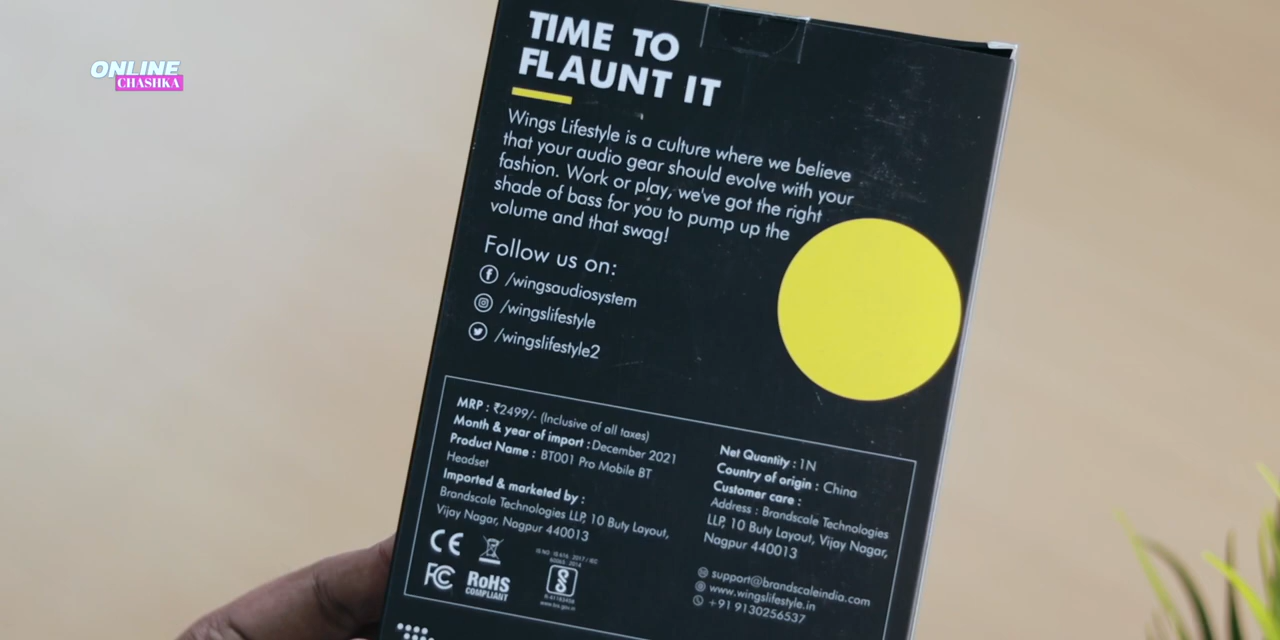 ONLINE
CHASHKA
TIME TO
FLAUNT IT
Wings Lifestyle is a culture where we believe
that your audio gear should evolve with your
fashion. Work or play, we've got the right
shade of bass for you to pump up the
volume and that swag!
Follow us on:
/wingsaudiosystem
/wingslifestyle
/wingslifestyle2
MRP : ₹2499/- (Inclusive of all taxes)
Month & year of import : December 2021
Product Name : BT001 Pro Mobile BT
Headset
Imported & marketed by :
Brandscale Technologies LLP, 10 Buty Layout,
Vijay Nagar, Nagpur 440013
CE
FC
RoHS
COMPLIANT
www.bis.gov.in
Net Quantity : 1N
Country of origin : China
Customer care :
Address : Brandscale Technologies
LLP, 10 Buty Layout, Vijay Nagar,
Nagpur 440013
support@brandscaleindia.com
www.wingslifestyle.in
+91 9130256537